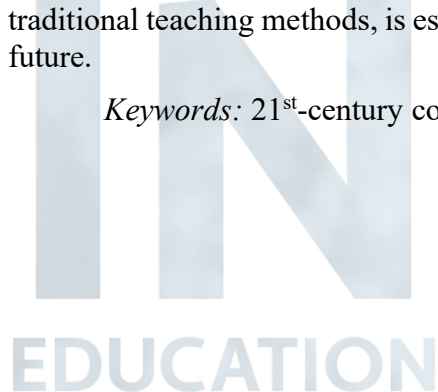 traditional teaching methods, is es
future.
Keywords: 21st-century co
IN
EDUCATION